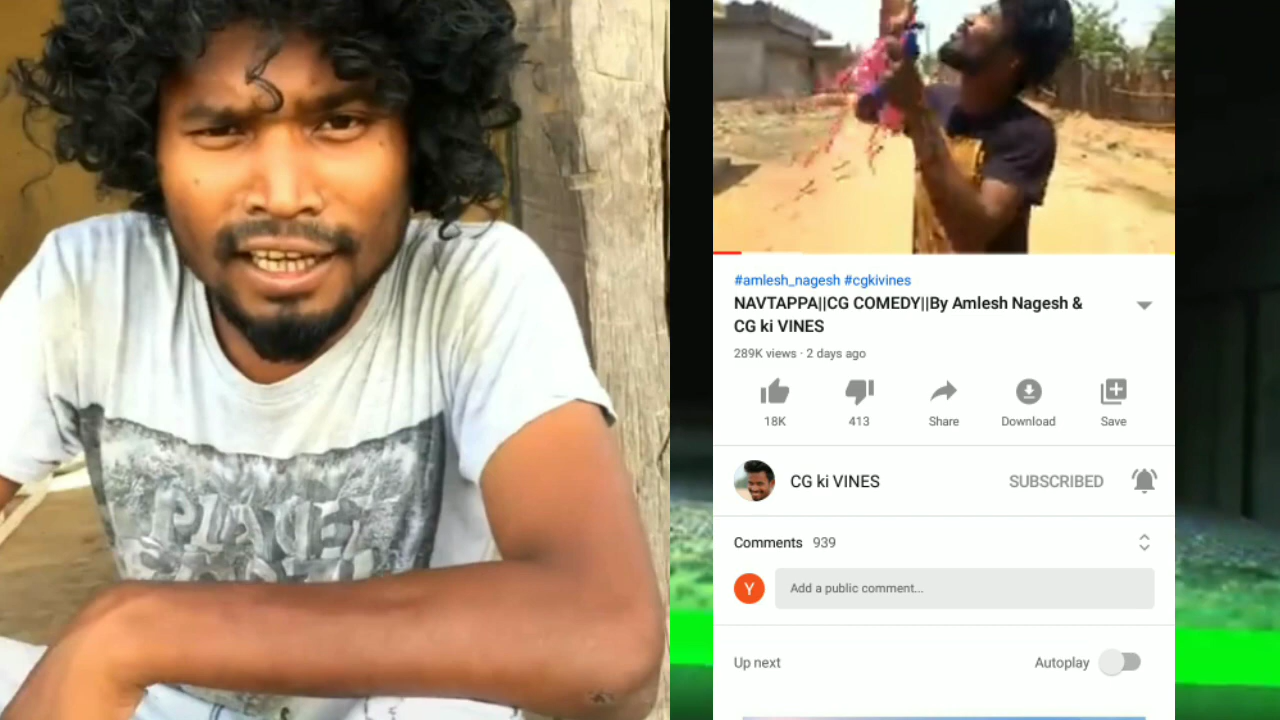 PLANET
#amlesh_nagesh #cgkivines
NAVTAPPA||CG COMEDY||By Amlesh Nagesh &
CG ki VINES
289K views · 2 days ago
18K
413
Share
Download
Save
CG ki VINES
SUBSCRIBED
Comments 939
Y
Add a public comment...
Up next
Autoplay